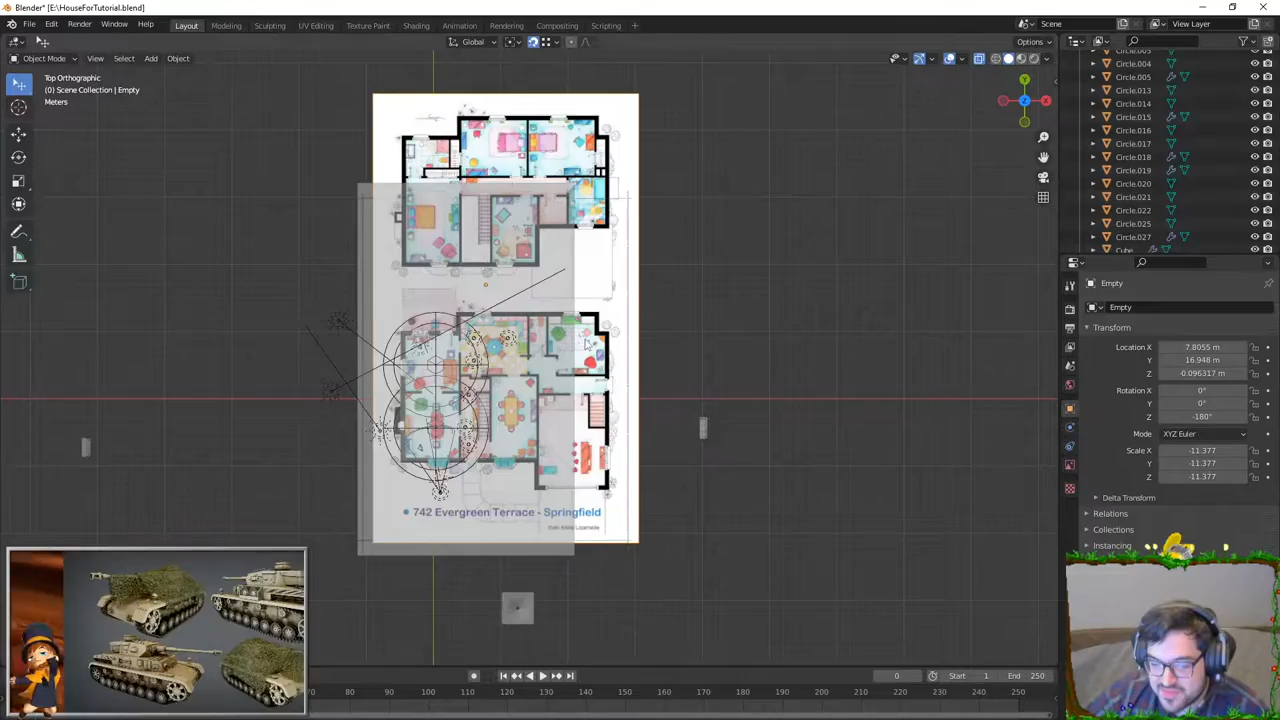 Blender* [E:\HouseForTutorial.blend]
File Edit Render Window Help Layout Modeling Sculpting UV Editing Texture Paint Shading Animation Rendering Compositing Scripting + Scene View Layer
Global Options
Object Mode View Select Add Object
Top Orthographic
(0) Scene Collection | Empty
Meters
Circle.004
Circle.005
Circle.013
Circle.014
Circle.015
Circle.016
Circle.017
Circle.018
Circle.019
Circle.020
Circle.021
Circle.022
Circle.025
Circle.027
Cube
Empty
Empty
Transform
Location X 7.8055 m
Y 16.948 m
Z -0.096317 m
Rotation X 0°
Y 0°
Z -180°
Mode XYZ Euler
Scale X -11.377
Y -11.377
Z -11.377
Delta Transform
Relations
Collections
Instancing
742 Evergreen Terrace - Springfield
0 Start 1 End 250
70 80 90 100 110 120 130 140 150 160 170 180 190 200 210 220 230 240 250